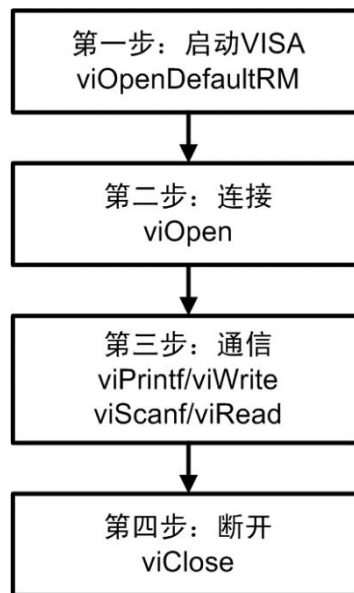 第一步：启动VISA
viOpenDefaultRM
第二步：连接
viOpen
第三步：通信
viPrintf/viWrite
viScanf/viRead
第四步：断开
viClose